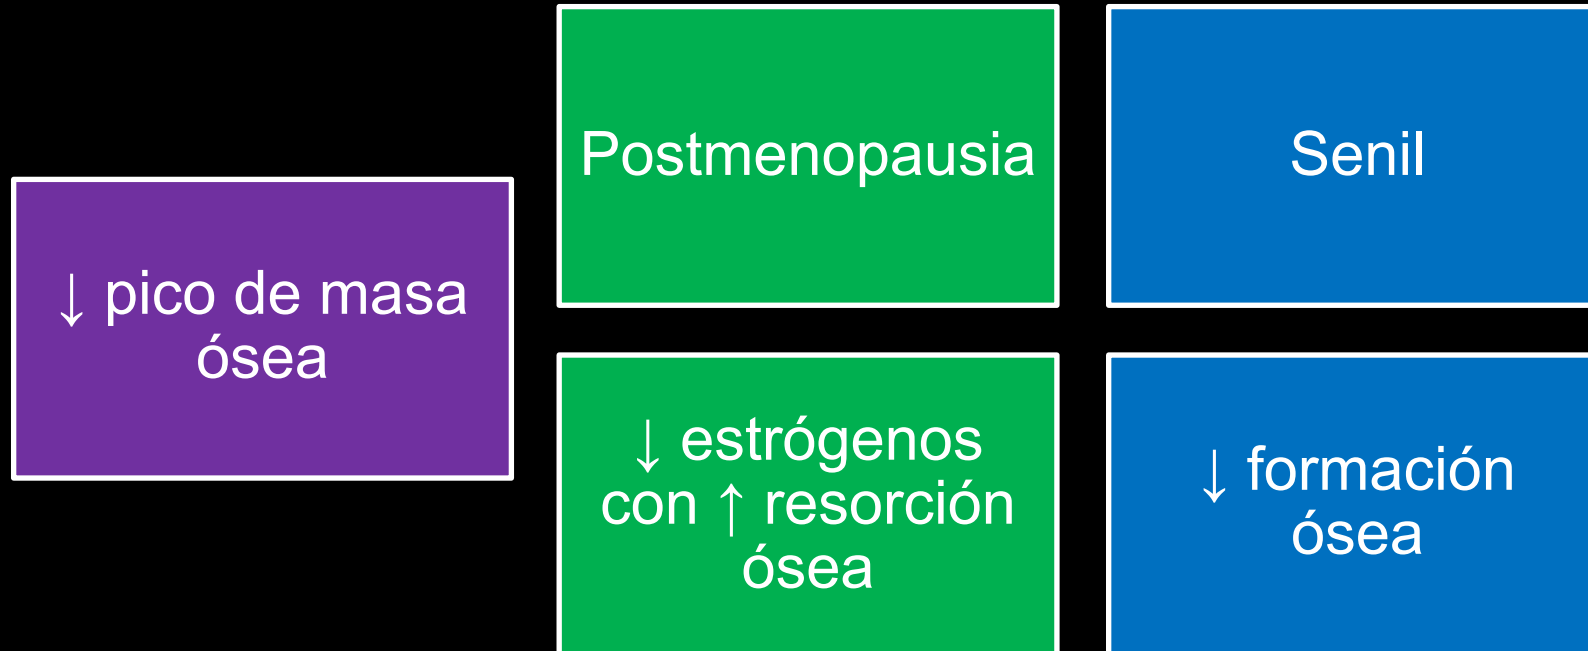 ↓ pico de masa
ósea
Postmenopausia
↓ estrógenos
con ↑ resorción
ósea
Senil
↓ formación
ósea